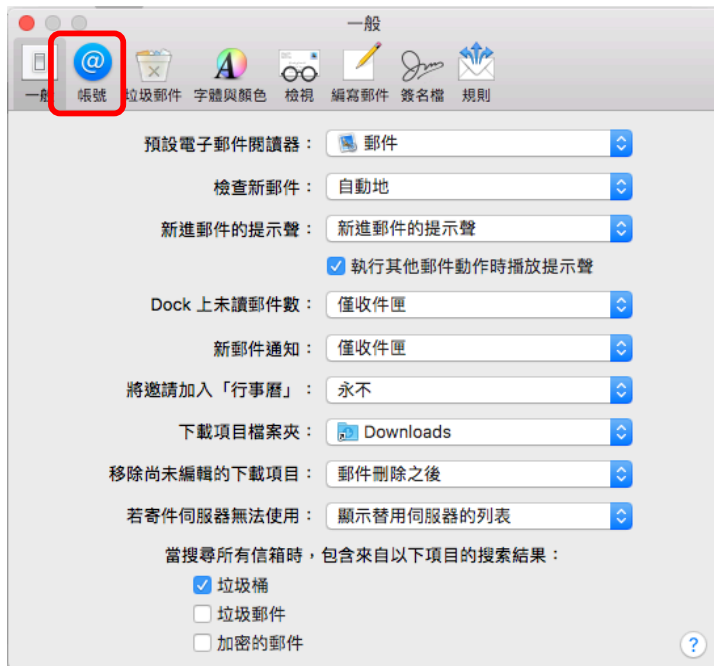 一般
一般 帳號 垃圾郵件 字體與顏色 檢視 編寫郵件 簽名檔 規則
預設電子郵件閱讀器： 郵件
檢查新郵件： 自動地
新進郵件的提示聲： 新進郵件的提示聲
執行其他郵件動作時播放提示聲
Dock 上未讀郵件數： 僅收件匣
新郵件通知： 僅收件匣
將邀請加入「行事曆」： 永不
下載項目檔案夾： Downloads
移除尚未編輯的下載項目： 郵件刪除之後
若寄件伺服器無法使用： 顯示替用伺服器的列表
當搜尋所有信箱時，包含來自以下項目的搜索結果：
垃圾桶
垃圾郵件
加密的郵件
?